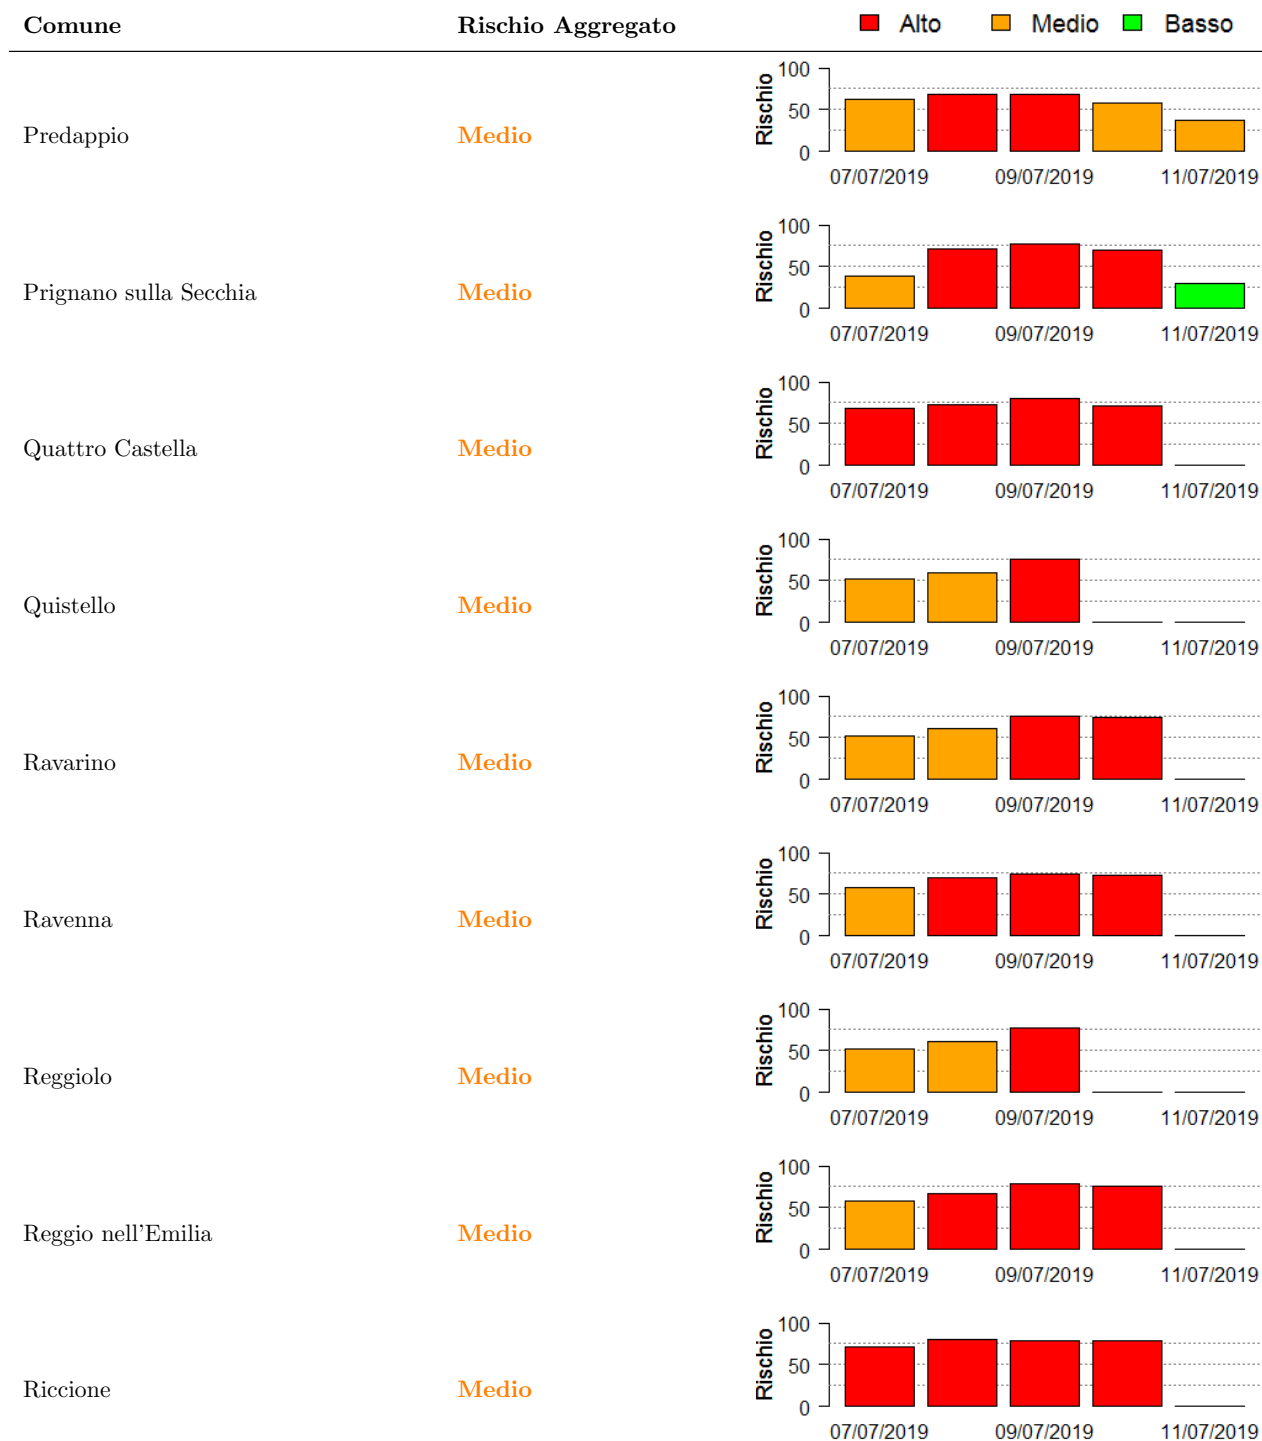 Comune Rischio Aggregato Alto Medio Basso
Predappio Medio Rischio 100 50 0
07/07/2019 09/07/2019 11/07/2019
Prignano sulla Secchia Medio Rischio 100 50 0
07/07/2019 09/07/2019 11/07/2019
Quattro Castella Medio Rischio 100 50 0
07/07/2019 09/07/2019 11/07/2019
Quistello Medio Rischio 100 50 0
07/07/2019 09/07/2019 11/07/2019
Ravarino Medio Rischio 100 50 0
07/07/2019 09/07/2019 11/07/2019
Ravenna Medio Rischio 100 50 0
07/07/2019 09/07/2019 11/07/2019
Reggiolo Medio Rischio 100 50 0
07/07/2019 09/07/2019 11/07/2019
Reggio nell'Emilia Medio Rischio 100 50 0
07/07/2019 09/07/2019 11/07/2019
Riccione Medio Rischio 100 50 0
07/07/2019 09/07/2019 11/07/2019